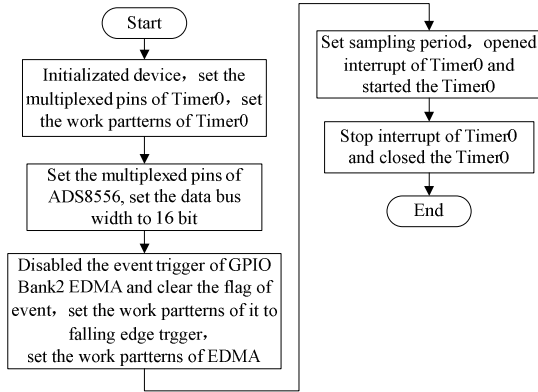 Start
Initializated device，set the
multiplexed pins of Timer0，set
the work partterns of Timer0
Set the multiplexed pins of
ADS8556, set the data bus
width to 16 bit
Disabled the event trigger of GPIO
Bank2 EDMA and clear the flag of
event，set the work partterns of it to
falling edge trgger，
set the work partterns of EDMA
Set sampling period，opened
interrupt of Timer0 and
started the Timer0
Stop interrupt of Timer0
and closed the Timer0
End